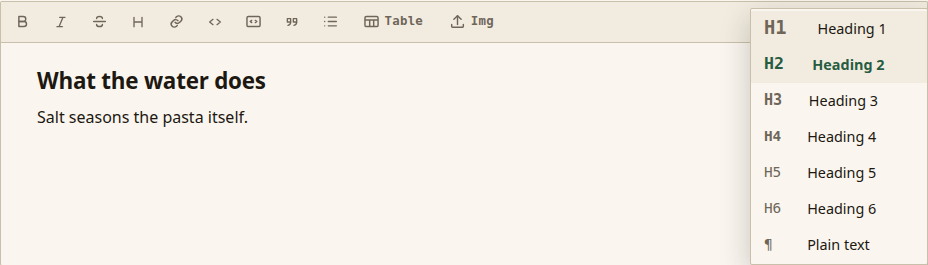 B I S H <> <> ❞ Table Img
What the water does
Salt seasons the pasta itself.
H1 Heading 1
H2 Heading 2
H3 Heading 3
H4 Heading 4
H5 Heading 5
H6 Heading 6
¶ Plain text